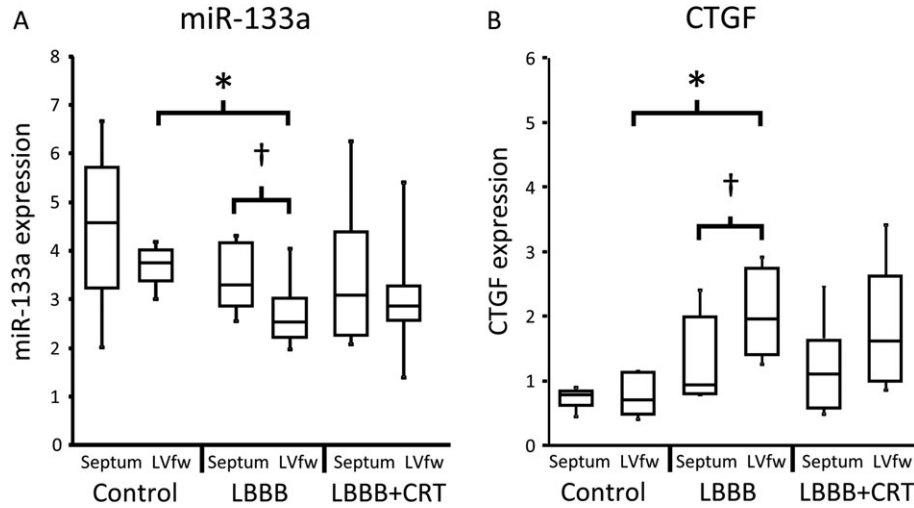 A
miR-133a
miR-133a expression
8
7
6
5
4
3
2
1
0
*
†
Septum LVfw Septum LVfw Septum LVfw
Control LBBB LBBB+CRT
B
CTGF
CTGF expression
6
5
4
3
2
1
0
*
†
Septum LVfw Septum LVfw Septum LVfw
Control LBBB LBBB+CRT